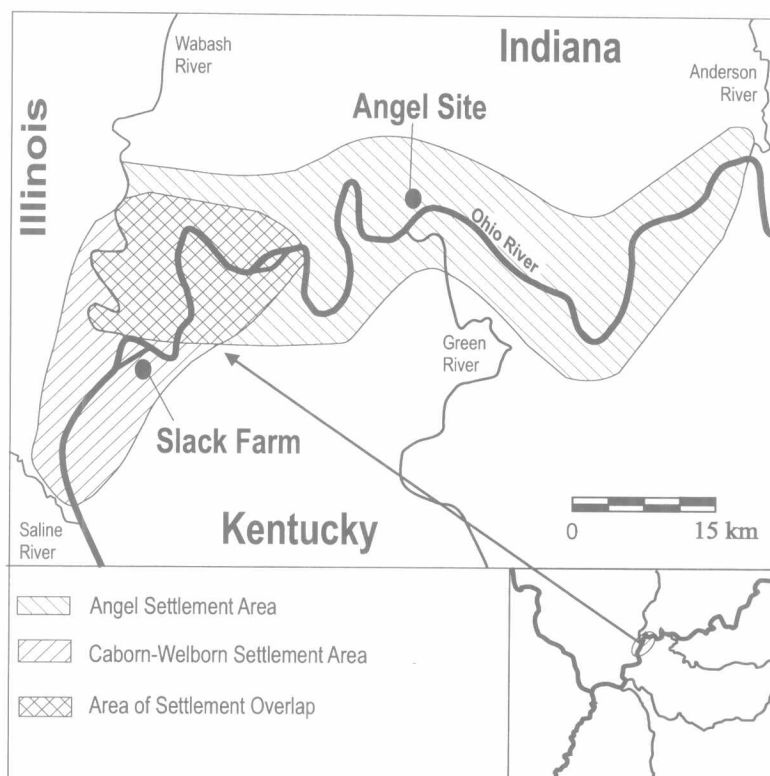 Wabash
River
Indiana
Anderson
River
Illinois
Angel Site
Ohio River
Green
River
Slack Farm
Saline
River
Kentucky
0 15 km
Angel Settlement Area
Caborn-Welborn Settlement Area
Area of Settlement Overlap